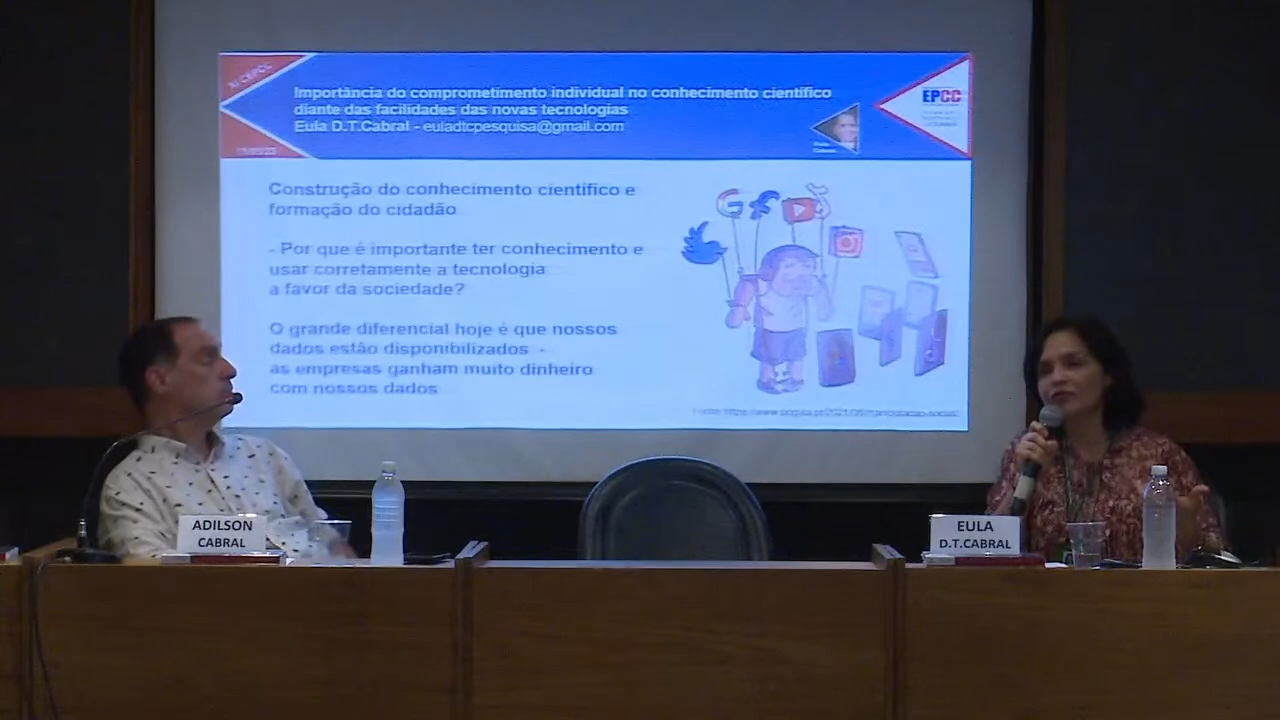 XI CEPCC
Importância do comprometimento individual no conhecimento científico
diante das facilidades das novas tecnologias
Eula D.T.Cabral - euladtcpesquisa@gmail.com
EPCC
Construção do conhecimento científico e
formação do cidadão
- Por que é importante ter conhecimento e
usar corretamente a tecnologia
a favor da sociedade?
O grande diferencial hoje é que nossos
dados estão disponibilizados -
as empresas ganham muito dinheiro
com nossos dados
ADILSON
CABRAL
EULA
D.T.CABRAL